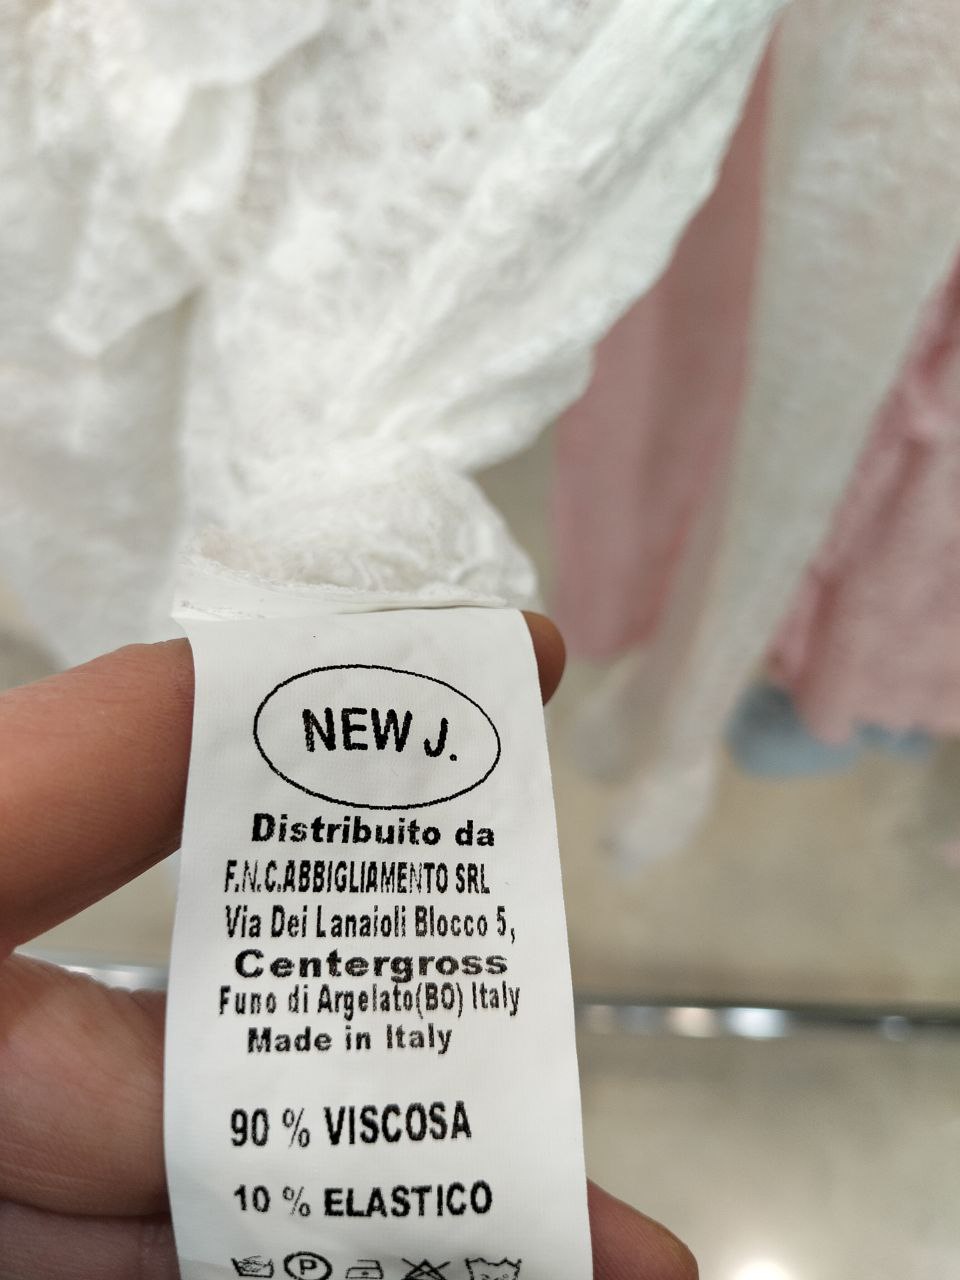 NEW J.
Distribuito da
F.N.C.ABBIGLIAMENTO SRL
Via Dei Lanaioli Blocco 5,
Centergross
Funo di Argelato(BO) Italy
Made in Italy
90 % VISCOSA
10 % ELASTICO
P